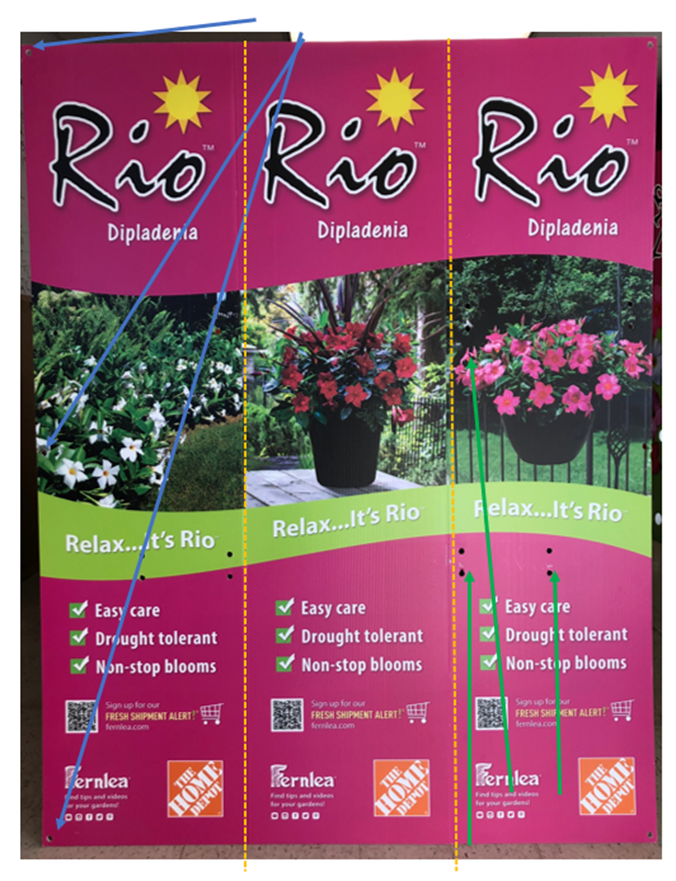 Rio™
Dipladenia
Relax...It's Rio
Easy care
Drought tolerant
Non-stop blooms
Sign up for our
FRESH SHIPMENT ALERT!
fernlea.com
Fernlea
Find tips and videos
for your gardens!
THE HOME DEPOT
Rio™
Dipladenia
Relax...It's Rio
Easy care
Drought tolerant
Non-stop blooms
Sign up for our
FRESH SHIPMENT ALERT!
fernlea.com
Fernlea
Find tips and videos
for your gardens!
THE HOME DEPOT
Rio™
Dipladenia
Relax...It's Rio
Easy care
Drought tolerant
Non-stop blooms
Sign up for our
FRESH SHIPMENT ALERT!
fernlea.com
Fernlea
Find tips and videos
for your gardens!
THE HOME DEPOT